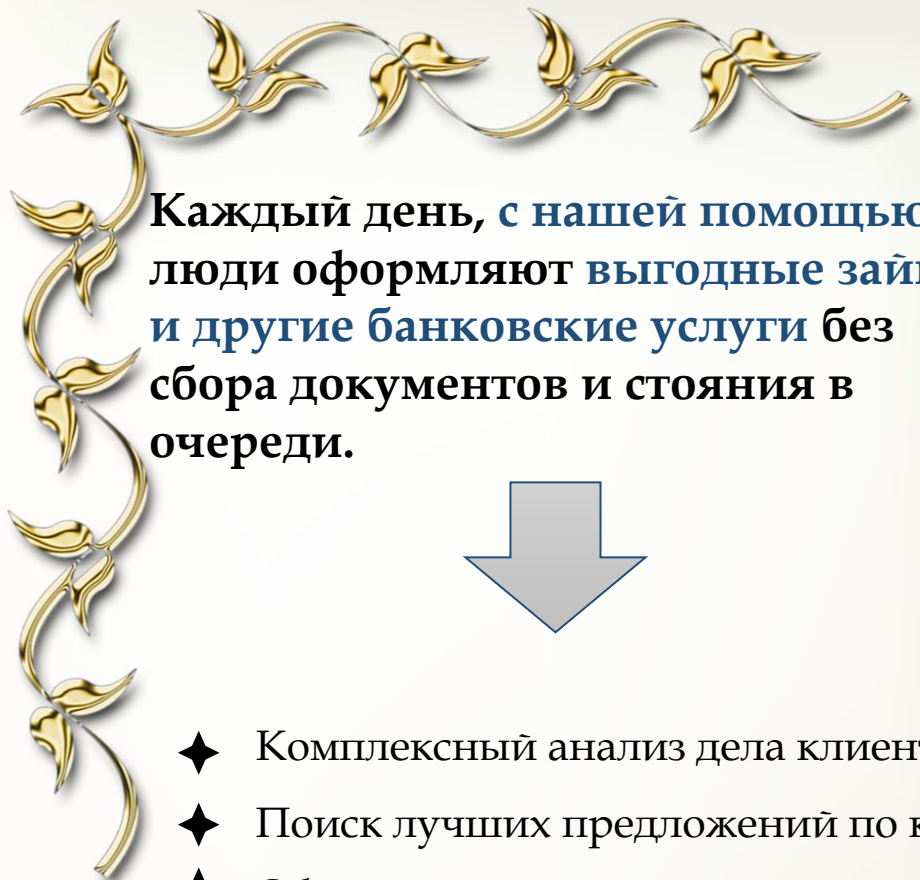 Каждый день, с нашей помощью
люди оформляют выгодные
и другие банковские услуги без
сбора документов и стояния в
очереди.
Комплексный анализ дела
Поиск лучших предложений по